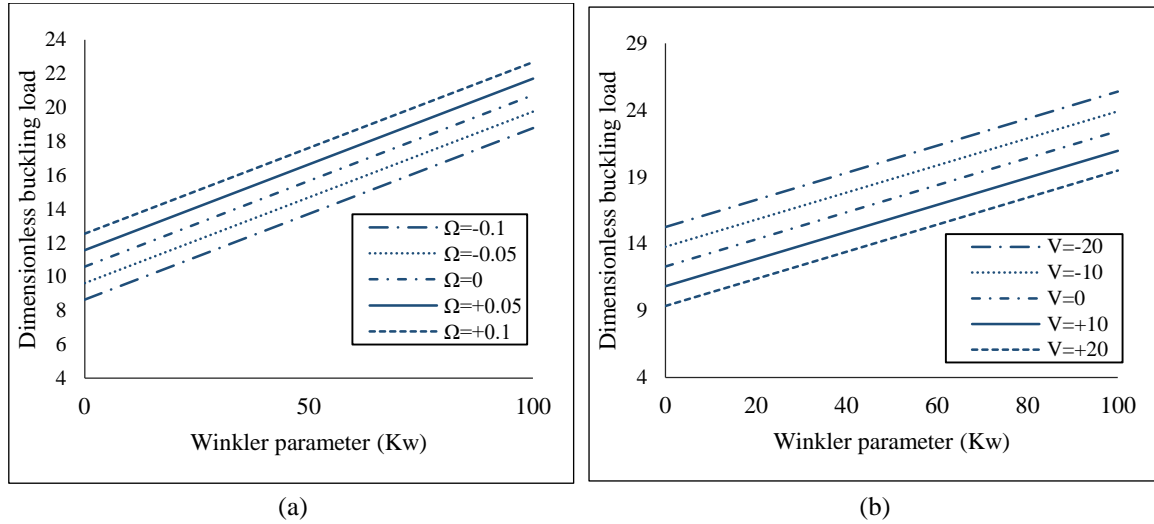 24
22
20
18
16
14
12
10
8
6
4
Dimensionless buckling load
0 50 100
Winkler parameter (Kw)
Ω=-0.1
Ω=-0.05
Ω=0
Ω=+0.05
Ω=+0.1
(a)
29
24
19
14
9
4
Dimensionless buckling load
0 20 40 60 80 100
Winkler parameter (Kw)
V=-20
V=-10
V=0
V=+10
V=+20
(b)